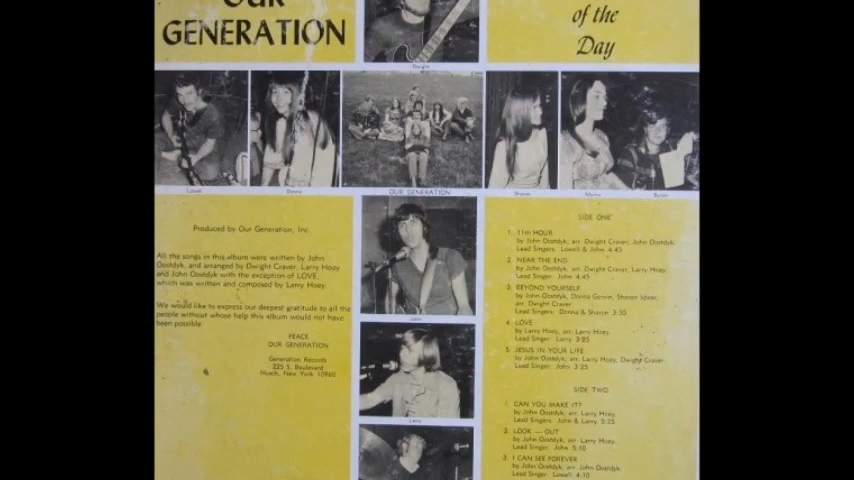 OUR
GENERATION
of the
Day
Dwight
Lowell
Donna
OUR GENERATION
Sharon
Brian
Produced by Our Generation, Inc.
All the songs in this album were written by John
Oostdyk, and arranged by Dwight Craver, Larry Hoey
and John Oostdyk with the exception of LOVE,
which was written and composed by Larry Hoey.
We would like to express our deepest gratitude to all the
people without whose help this album would not have
been possible
PEACE
OUR GENERATION
Generation Records
225 S. Boulevard
Nyack, New York 10960
John
Larry
SIDE ONE
1. 11th HOUR
by John Oostdyk, arr. Dwight Craver, John Oostdyk.
Lead Singers: Lowell & John 4:45
2. NEAR THE END
by John Oostdyk, arr. Dwight Craver, Larry Hoey.
Lead Singer: John 4:45
3. BEYOND YOURSELF
by John Oostdyk, Donna Gennin, Sharon
arr. Dwight Craver
Lead Singers: Donna & Sharon 3:30
4. LOVE
by Larry Hoey, arr. Larry Hoey.
Lead Singer: Larry 3:25
5. JESUS IN YOUR LIFE
by John Oostdyk, arr. Larry Hoey, Dwight Craver.
Lead Singer: John 3:25
SIDE TWO
1. CAN YOU MAKE IT?
by John Oostdyk, arr. Larry Hoey.
Lead Singers: John & Larry 5:25
2. LOOK — OUT
by John Oostdyk, arr. Larry Hoey.
Lead Singer: John 5:10
3. I CAN SEE FOREVER
by John Oostdyk, arr. John Oostdyk
Lead Singer: Lowell 4:10